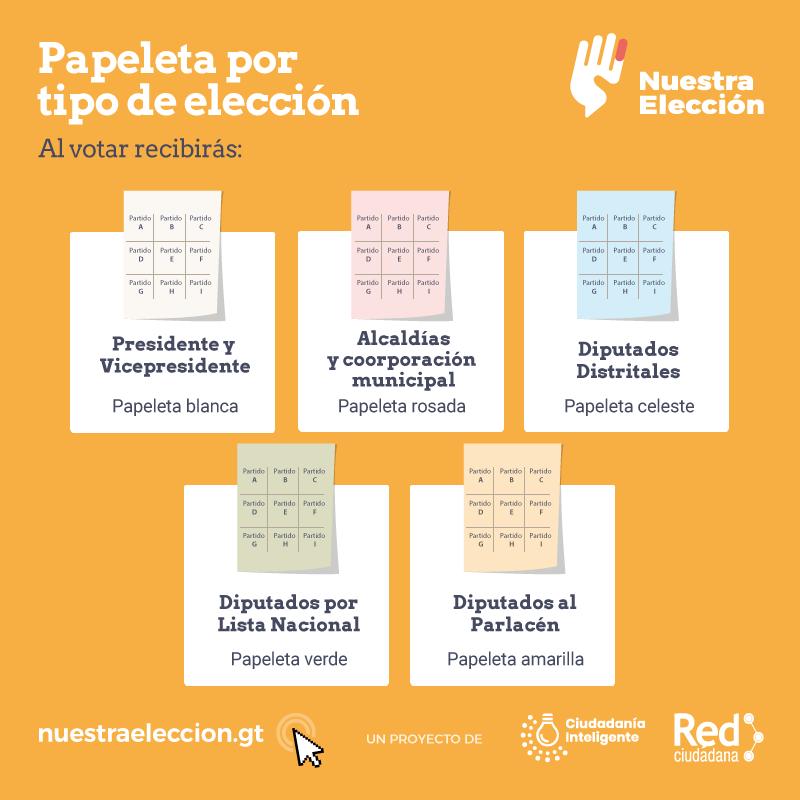 Papeleta por
tipo de elección
Nuestra
Elección
Al votar recibirás:
Partido Partido Partido
A B C
Partido Partido Partido
D E F
Partido Partido Partido
G H I
Presidente y
Vicepresidente
Papeleta blanca
Partido Partido Partido
A B C
Partido Partido Partido
D E F
Partido Partido Partido
G H I
Alcaldías
y coorporación
municipal
Papeleta rosada
Partido Partido Partido
A B C
Partido Partido Partido
D E F
Partido Partido Partido
G H I
Diputados
Distritales
Papeleta celeste
Partido Partido Partido
A B C
Partido Partido Partido
D E F
Partido Partido Partido
G H I
Diputados por
Lista Nacional
Papeleta verde
Partido Partido Partido
A B C
Partido Partido Partido
D E F
Partido Partido Partido
G H I
Diputados al
Parlacén
Papeleta amarilla
nuestraeleccion.gt
UN PROYECTO DE
Ciudadanía
Inteligente
Red
ciudadana